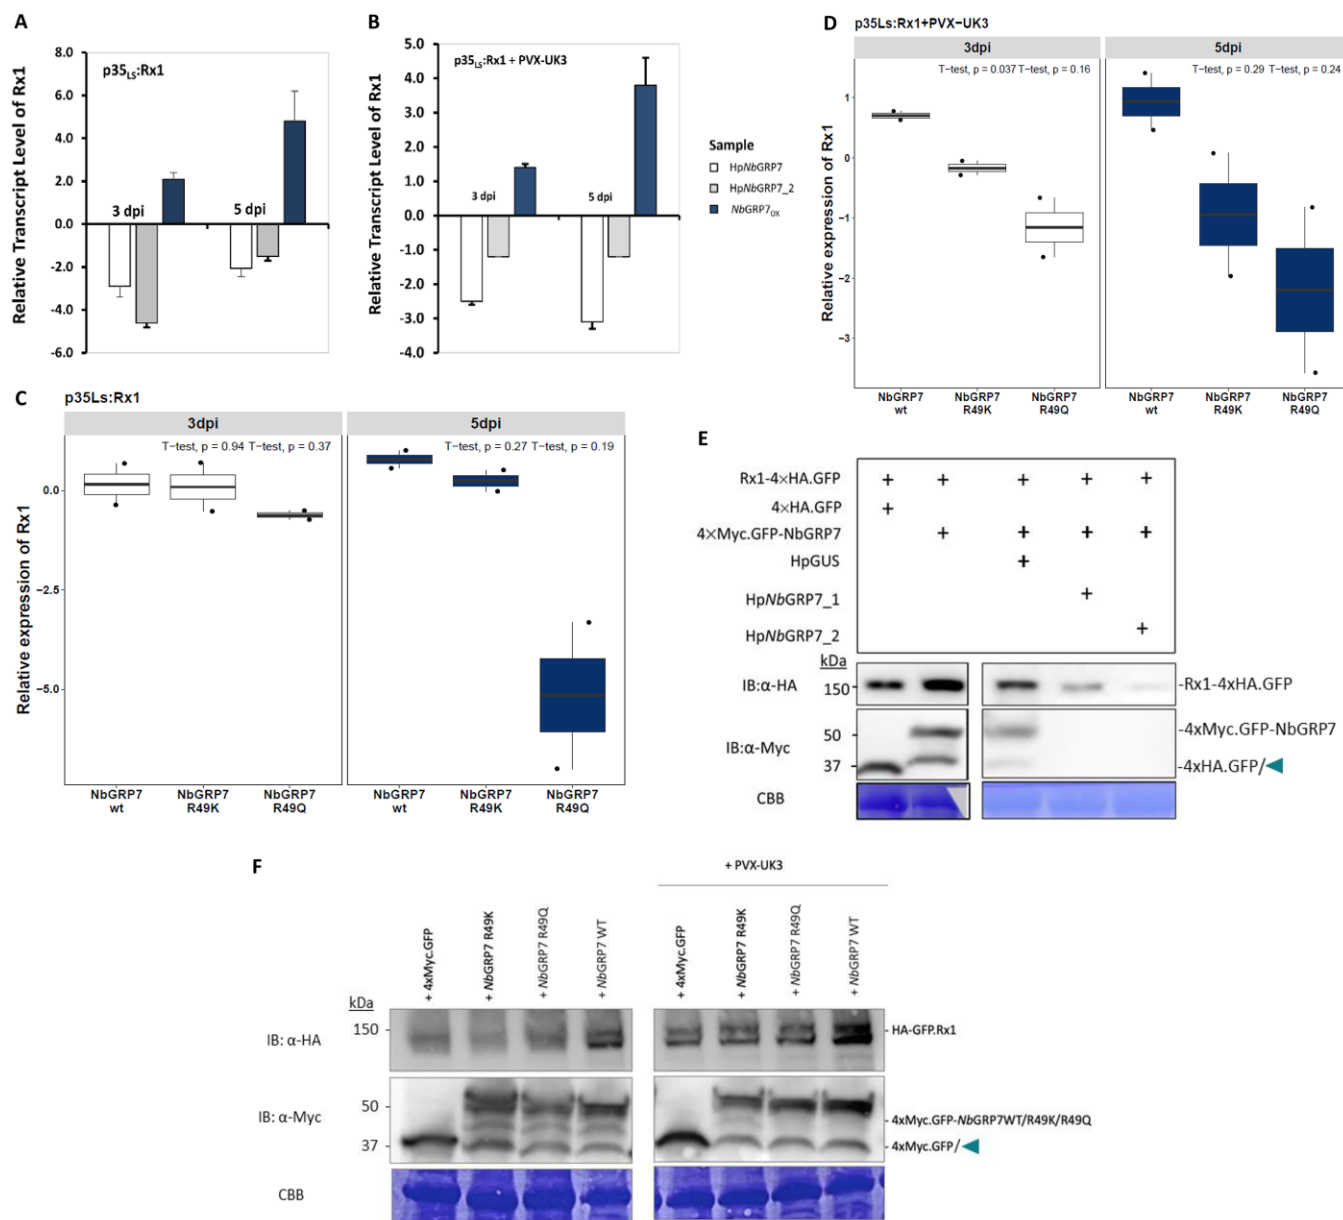 A
Relative Transcript Level of Rx1
8.0
6.0
4.0
2.0
0.0
-2.0
-4.0
-6.0
p35LS:Rx1
3 dpi
5 dpi
B
Relative Transcript Level of Rx1
5.0
4.0
3.0
2.0
1.0
0.0
-1.0
-2.0
-3.0
-4.0
p35LS:Rx1 + PVX-UK3
3 dpi
5 dpi
Sample
HpNbGRP7
HpNbGRP7_2
NbGRP7OX
D
p35Ls:Rx1+PVX−UK3
3dpi
5dpi
T−test, p = 0.037 T−test, p = 0.16
T−test, p = 0.29 T−test, p = 0.24
Relative expression of Rx1
1
0
−1
−2
−3
NbGRP7 wt
NbGRP7 R49K
NbGRP7 R49Q
NbGRP7 wt
NbGRP7 R49K
NbGRP7 R49Q
C
p35Ls:Rx1
3dpi
5dpi
T−test, p = 0.94 T−test, p = 0.37
T−test, p = 0.27 T−test, p = 0.19
Relative expression of Rx1
0.0
−2.5
−5.0
NbGRP7 wt
NbGRP7 R49K
NbGRP7 R49Q
NbGRP7 wt
NbGRP7 R49K
NbGRP7 R49Q
E
Rx1-4×HA.GFP + + + + +
4×HA.GFP +
4×Myc.GFP-NbGRP7 + + + +
HpGUS +
HpNbGRP7_1 +
HpNbGRP7_2 +
kDa
IB:α-HA 150 -Rx1-4xHA.GFP
50 -4xMyc.GFP-NbGRP7
IB:α-Myc
37 -4xHA.GFP/
CBB
F
+ PVX-UK3
+ 4xMyc.GFP
+ NbGRP7 R49K
+ NbGRP7 R49Q
+ NbGRP7 WT
+ 4xMyc.GFP
+ NbGRP7 R49K
+ NbGRP7 R49Q
+ NbGRP7 WT
kDa
150 HA-GFP.Rx1
IB: α-HA
50
IB: α-Myc 4xMyc.GFP-NbGRP7WT/R49K/R49Q
37 4xMyc.GFP/
CBB